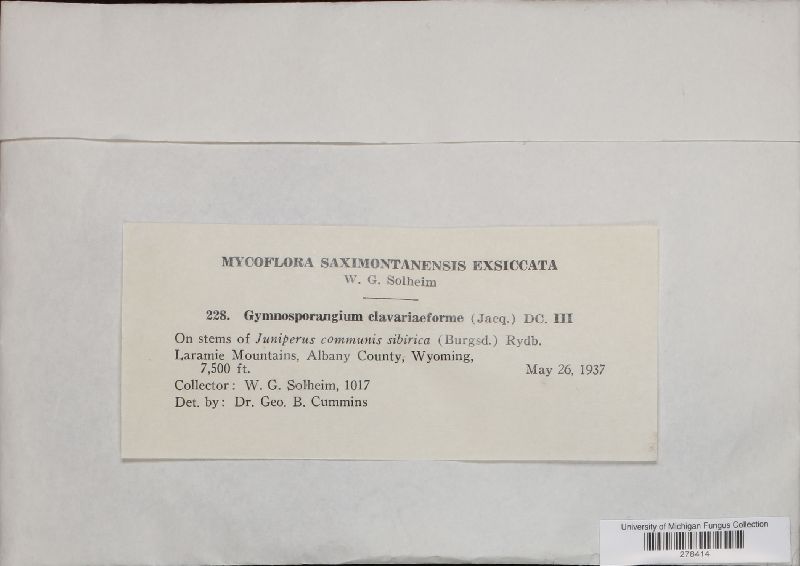 MYCOFLORA SAXIMONTANENSIS EXSICCATA
W. G. Solheim
228. Gymnosporangium clavariaeforme (Jacq.) DC. III
On stems of Juniperus communis sibirica (Burgsd.) Rydb.
Laramie Mountains, Albany County, Wyoming,
7,500 ft. May 26, 1937
Collector: W. G. Solheim, 1017
Det. by: Dr. Geo. B. Cummins
University of Michigan Fungus Collection
276414